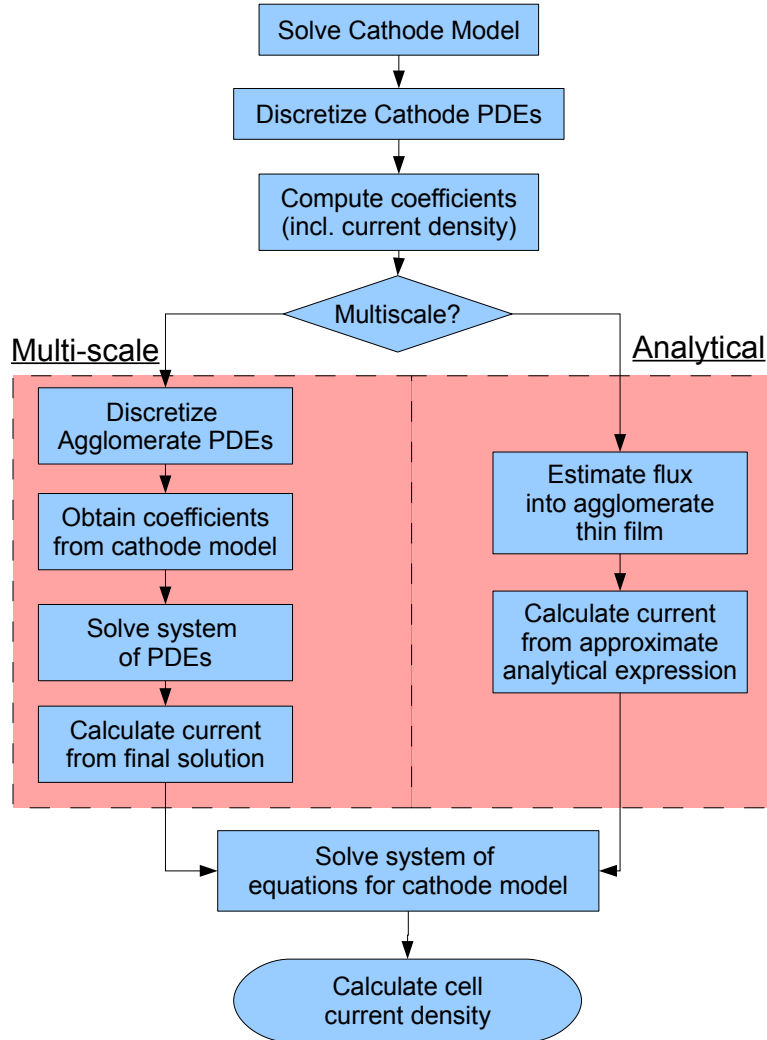 Solve Cathode Model
Discretize Cathode PDEs
Compute coefficients
(incl. current density)
Multiscale?
Multi-scale
Discretize
Agglomerate PDEs
Obtain coefficients
from cathode model
Solve system
of PDEs
Calculate current
from final solution
Analytical
Estimate flux
into agglomerate
thin film
Calculate current
from approximate
analytical expression
Solve system of
equations for cathode model
Calculate cell
current density